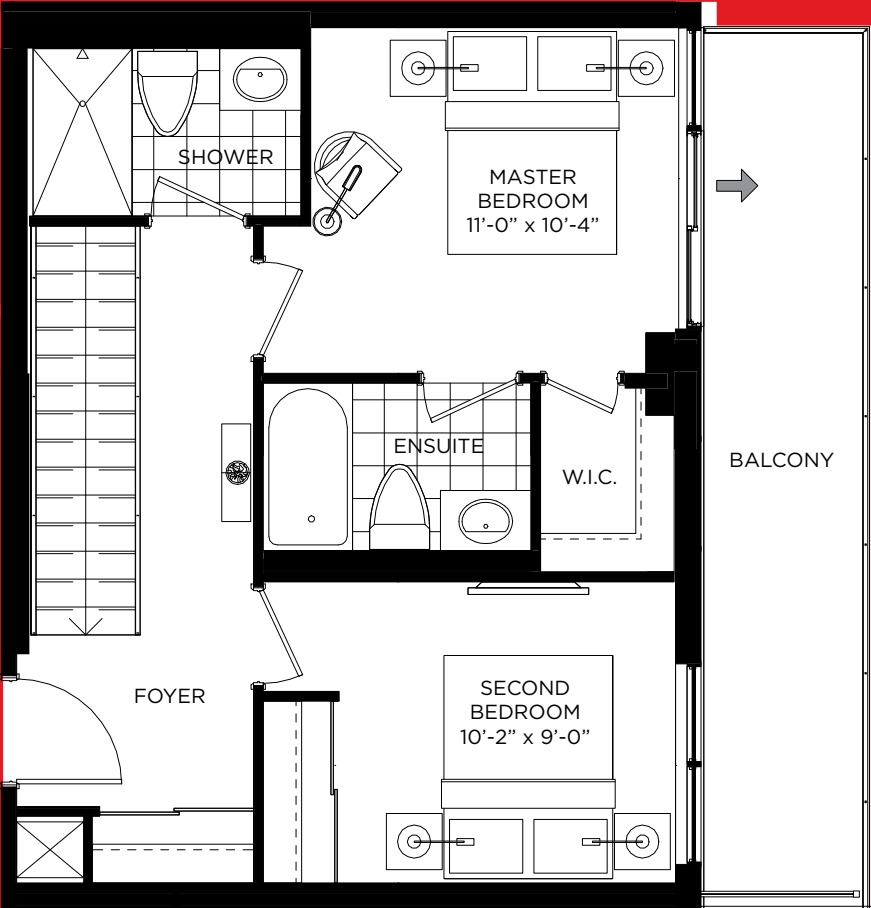 SHOWER
MASTER
BEDROOM
11’-0” x 10’-4”
ENSUITE
W.I.C.
BALCONY
FOYER
SECOND
BEDROOM
10’-2” x 9’-0”